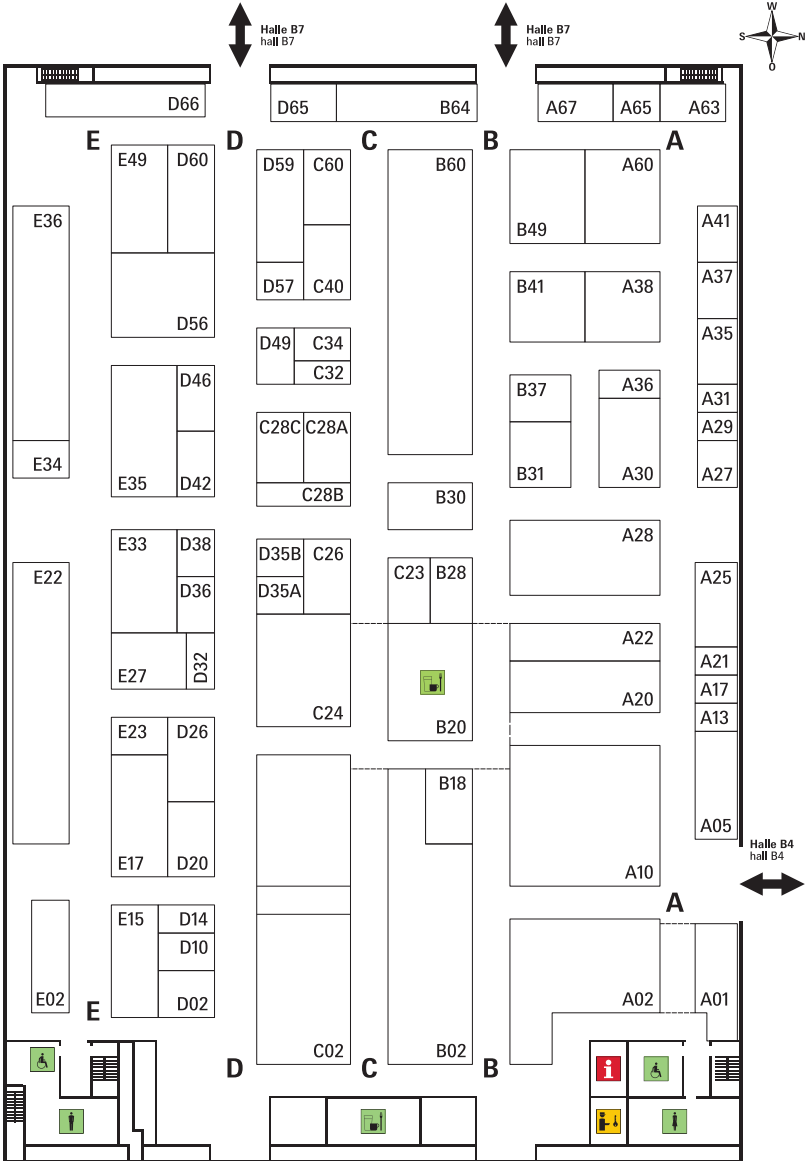 Halle B7
hall B7
Halle B7
hall B7
W
S
N
O
D66
D65
B64
A67
A65
A63
E
D
C
B
A
E49
D60
D59
C60
B60
A60
B49
E36
A41
D57
C40
B41
A38
A37
D56
A35
D49
C34
C32
D46
B37
A36
A31
C28C
C28A
A29
E34
E35
D42
B31
A30
A27
C28B
B30
E33
D38
D35B
C26
A28
E22
C23
B28
A25
D36
D35A
A22
E27
D32
A21
A17
A20
C24
B20
A13
E23
D26
B18
A05
E17
D20
A10
Halle B4
hall B4
A
E15
D14
D10
E02
D02
A02
A01
E
C02
B02
D
C
B
i